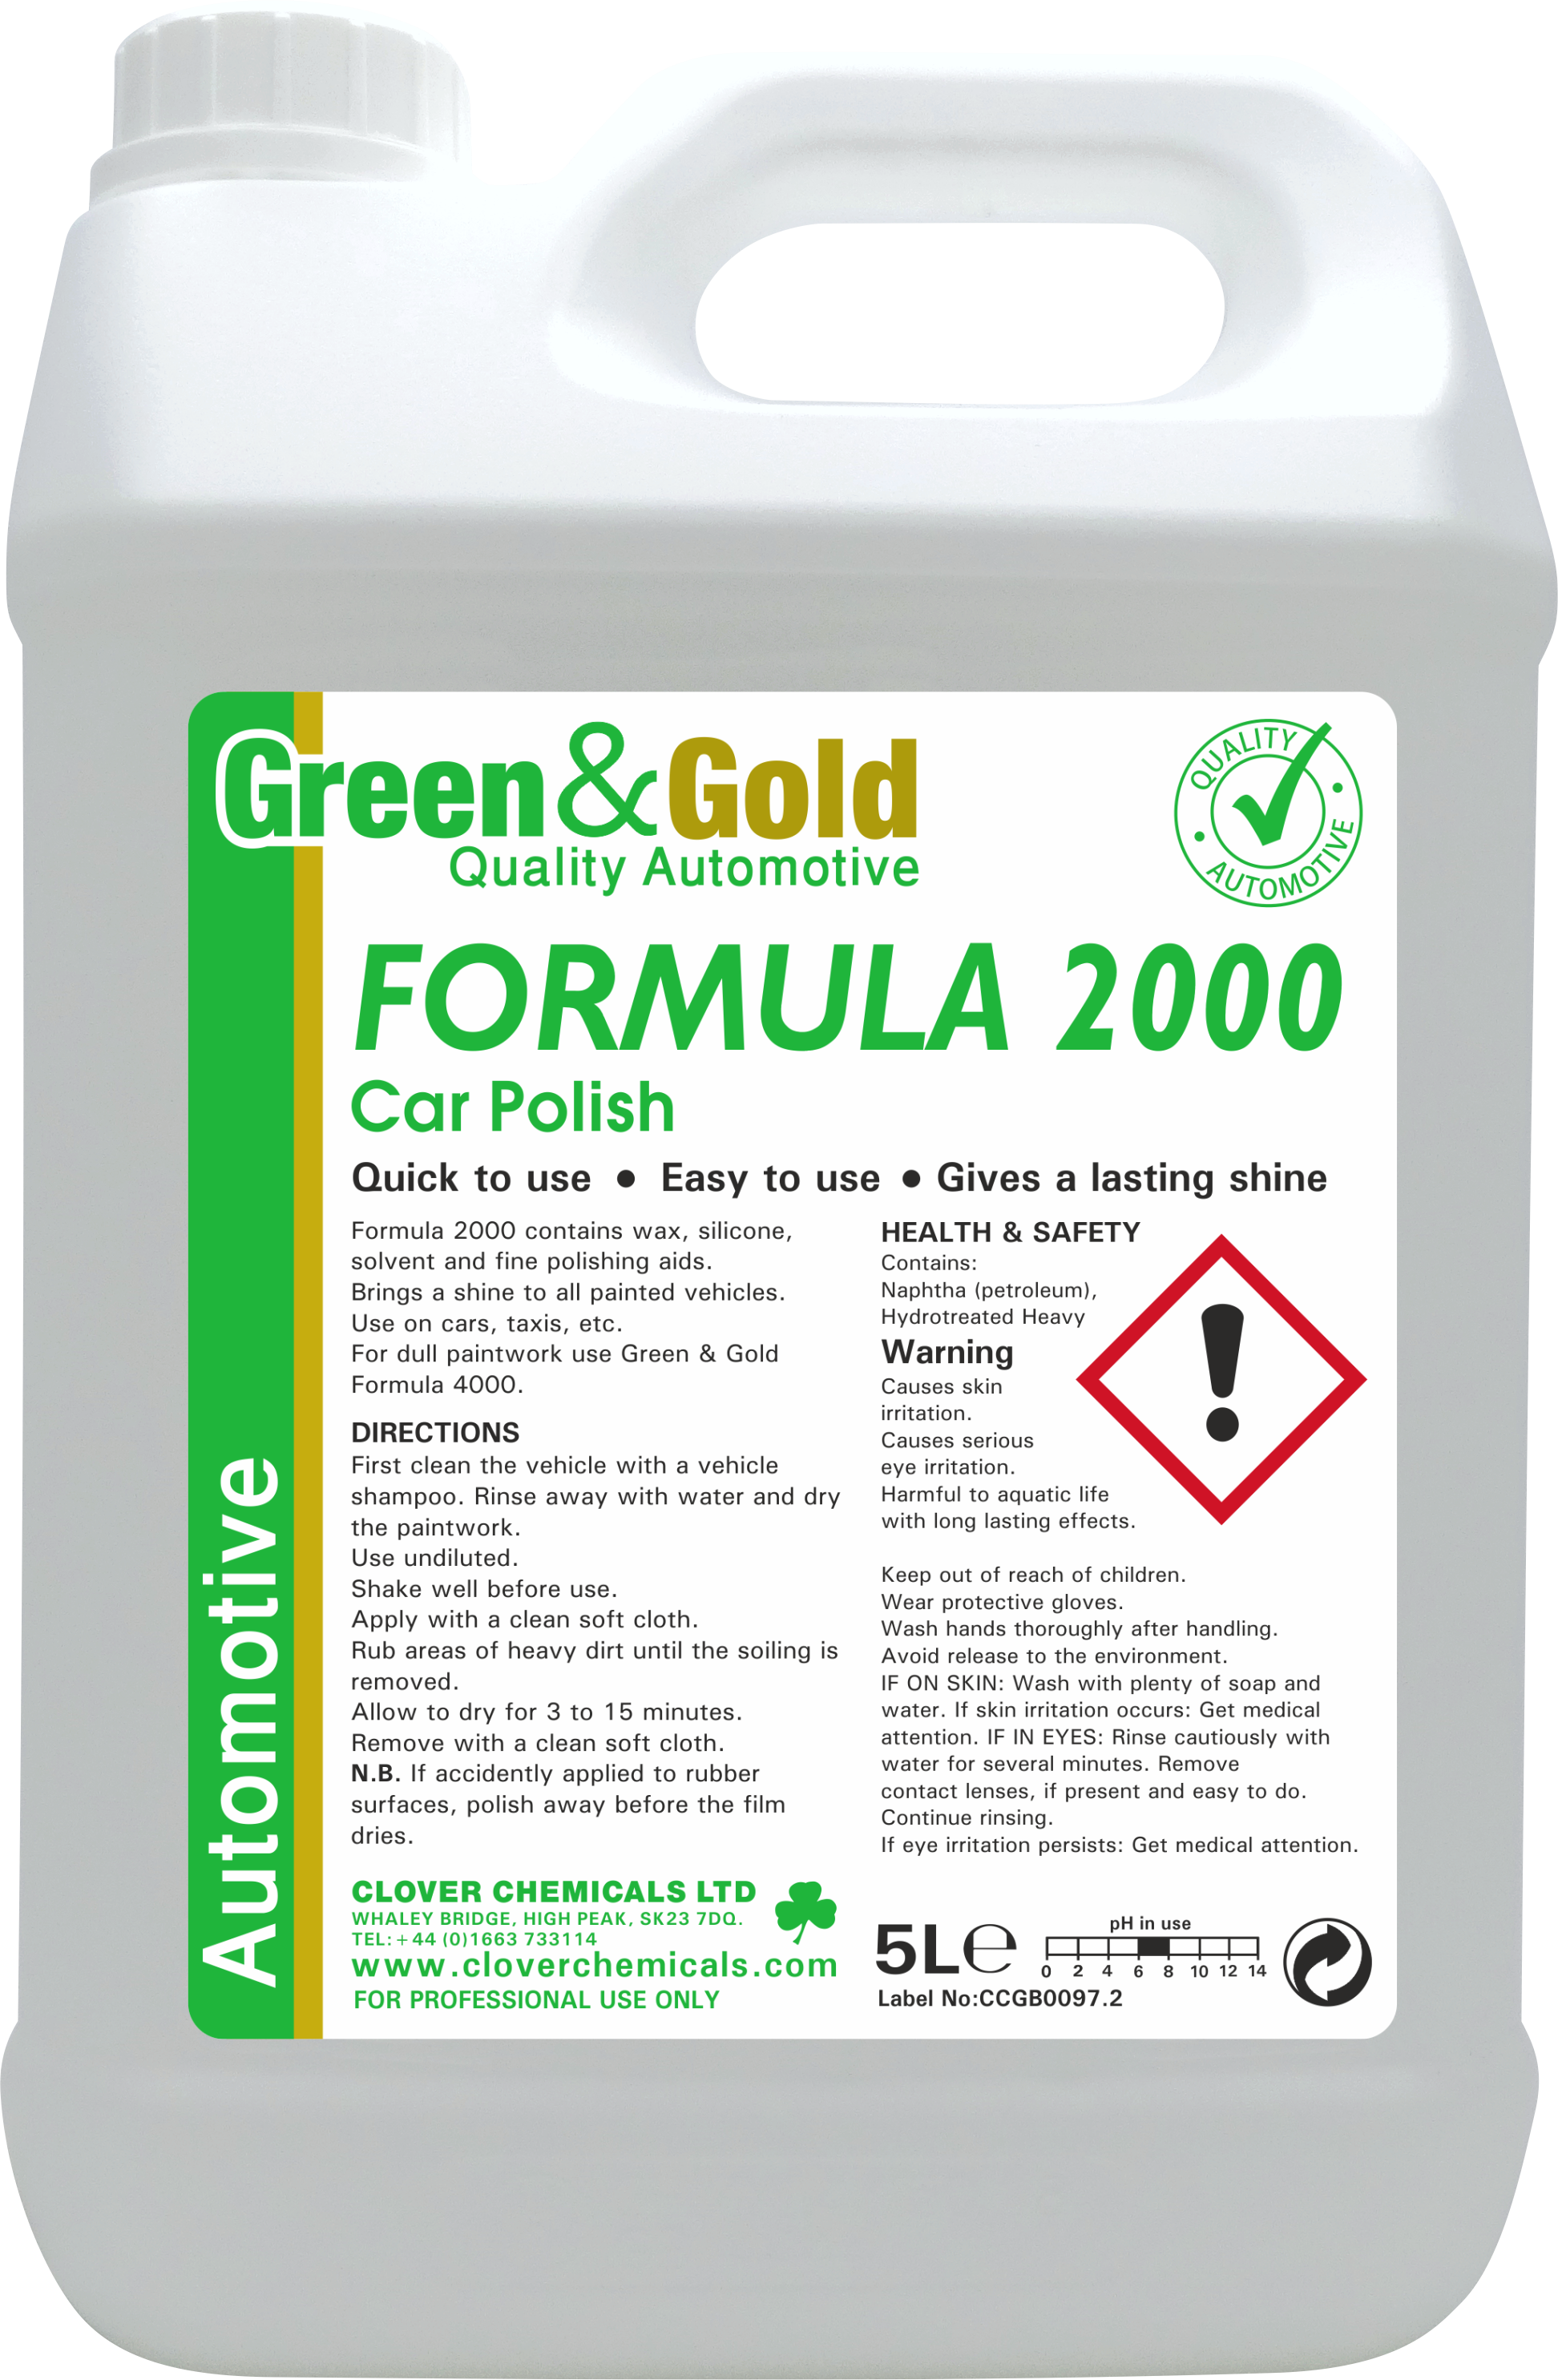 Green&Gold
Quality Automotive
QUALITY
AUTOMOTIVE
FORMULA 2000
Car Polish
Quick to use • Easy to use • Gives a lasting shine
Formula 2000 contains wax, silicone,
solvent and fine polishing aids.
Brings a shine to all painted vehicles.
Use on cars, taxis, etc.
For dull paintwork use Green & Gold
Formula 4000.
DIRECTIONS
First clean the vehicle with a vehicle
shampoo. Rinse away with water and dry
the paintwork.
Use undiluted.
Shake well before use.
Apply with a clean soft cloth.
Rub areas of heavy dirt until the soiling is
removed.
Allow to dry for 3 to 15 minutes.
Remove with a clean soft cloth.
N.B. If accidently applied to rubber
surfaces, polish away before the film
dries.
HEALTH & SAFETY
Contains:
Naphtha (petroleum),
Hydrotreated Heavy
Warning
Causes skin
irritation.
Causes serious
eye irritation.
Harmful to aquatic life
with long lasting effects.
Keep out of reach of children.
Wear protective gloves.
Wash hands thoroughly after handling.
Avoid release to the environment.
IF ON SKIN: Wash with plenty of soap and
water. If skin irritation occurs: Get medical
attention. IF IN EYES: Rinse cautiously with
water for several minutes. Remove
contact lenses, if present and easy to do.
Continue rinsing.
If eye irritation persists: Get medical attention.
CLOVER CHEMICALS LTD
WHALEY BRIDGE, HIGH PEAK, SK23 7DQ.
TEL:+44 (0)1663 733114
www.cloverchemicals.com
FOR PROFESSIONAL USE ONLY
5L℮
pH in use
0 2 4 6 8 10 12 14
Label No:CCGB0097.2
Automotive